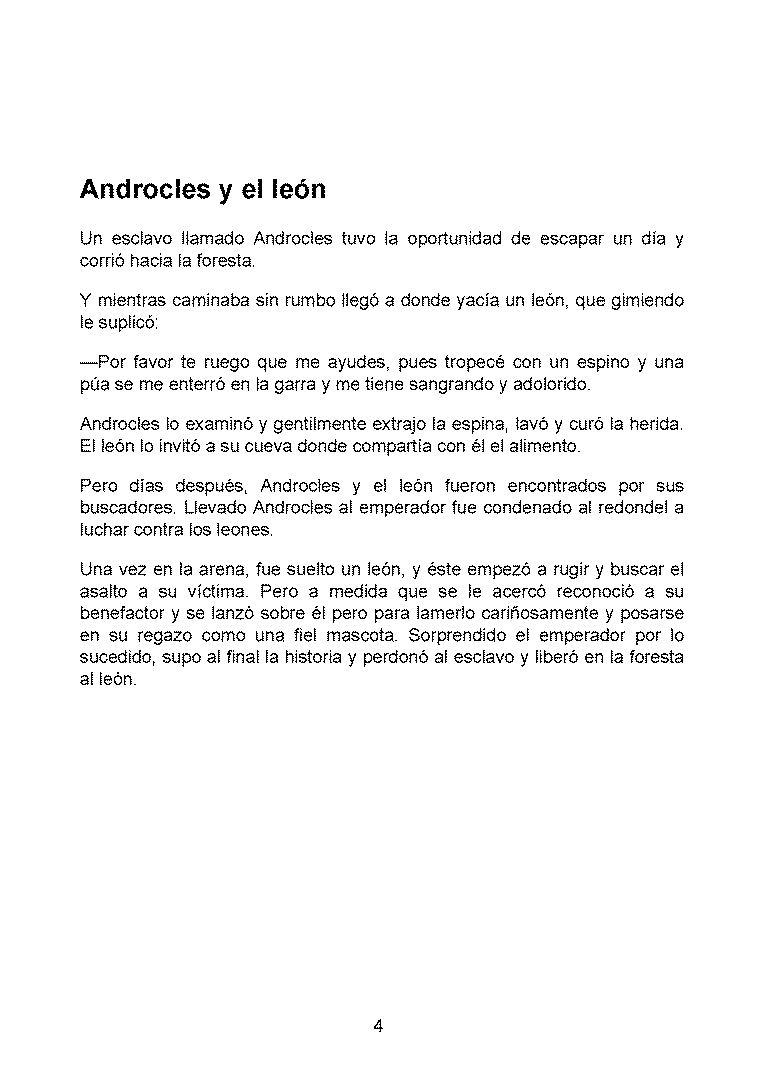 Androcles y el león
Un esclavo llamado Androcles tuvo la oportunidad de escapar un día y
corrió hacia la foresta.
Y mientras caminaba sin rumbo llegó a donde yacía un león, que gimiendo
le suplicó:
—Por favor te ruego que me ayudes, pues tropecé con un espino y una
púa se me enterró en la garra y me tiene sangrando y adolorido.
Androcles lo examinó y gentilmente extrajo la espina, lavó y curó la herida.
El león lo invitó a su cueva donde compartía con él el alimento.
Pero días después, Androcles y el león fueron encontrados por sus
buscadores. Llevado Androcles al emperador fue condenado al redondel a
luchar contra los leones.
Una vez en la arena, fue suelto un león, y éste empezó a rugir y buscar el
asalto a su víctima. Pero a medida que se le acercó reconoció a su
benefactor y se lanzó sobre él pero para lamerlo cariñosamente y posarse
en su regazo como una fiel mascota. Sorprendido el emperador por lo
sucedido, supo al final la historia y perdonó al esclavo y liberó en la foresta
al león.
4